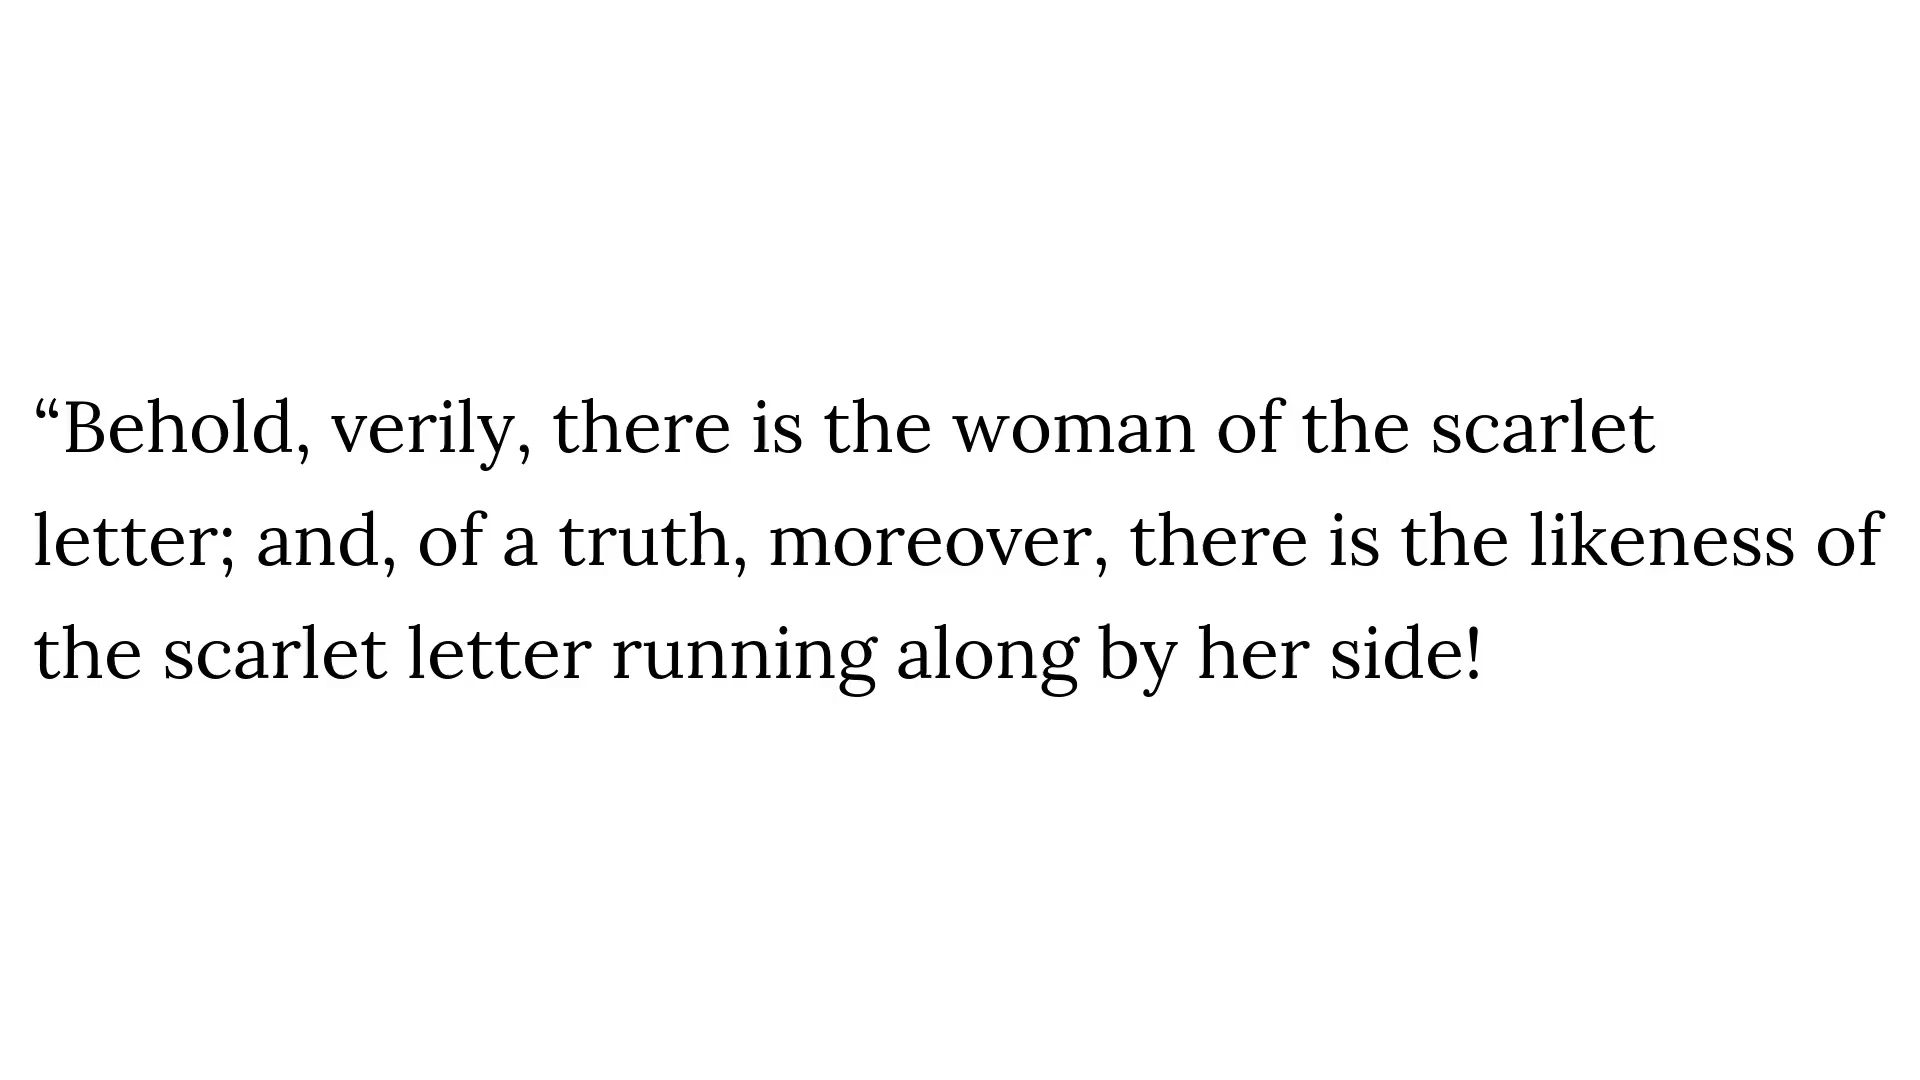 “Behold, verily, there is the woman of the scarlet
letter; and, of a truth, moreover, there is the likeness of
the scarlet letter running along by her side!